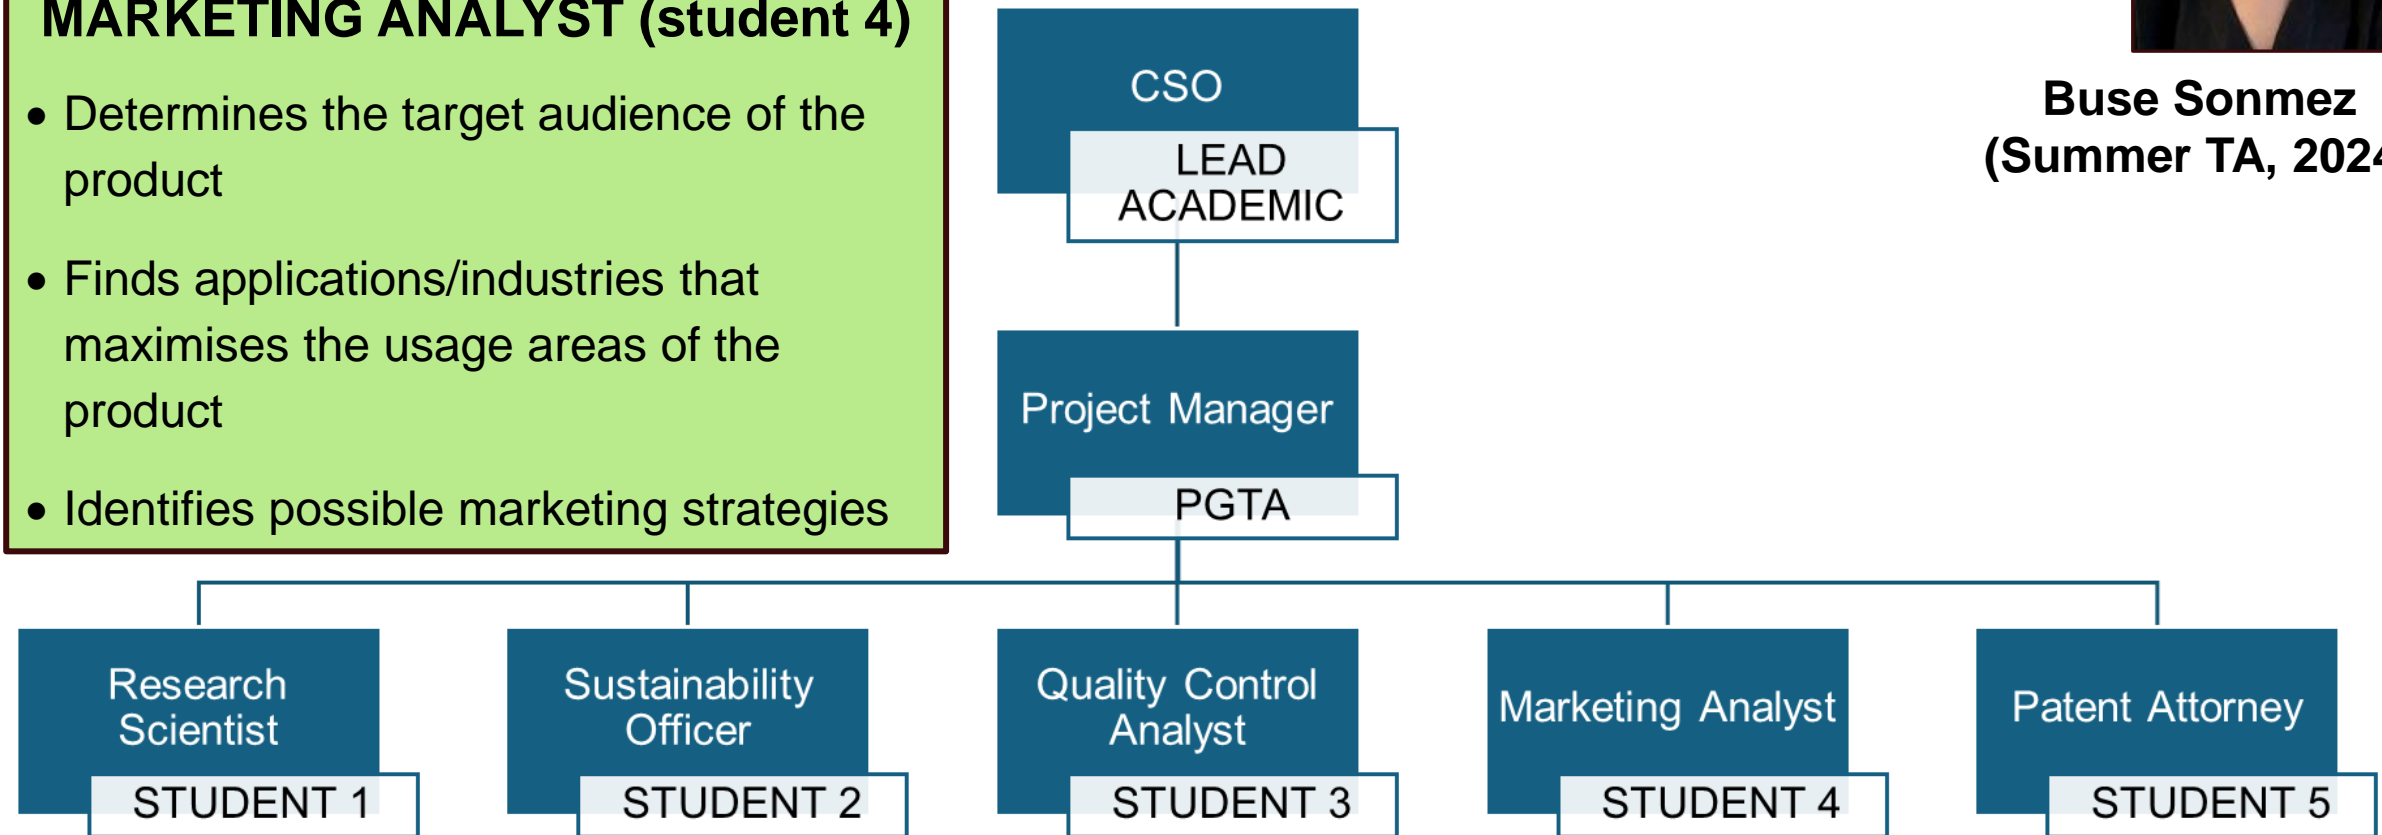 MARKETING ANALYST (student 4)
• Determines the target audience of the
product
• Finds applications/industries that
maximises the usage areas of the
product
• Identifies possible marketing strategies
CSO
LEAD
ACADEMIC
Buse Sonmez
(Summer TA, 2024
Project Manager
PGTA
Research
Scientist
STUDENT 1
Sustainability
Officer
STUDENT 2
Quality Control
Analyst
STUDENT 3
Marketing Analyst
STUDENT 4
Patent Attorney
STUDENT 5